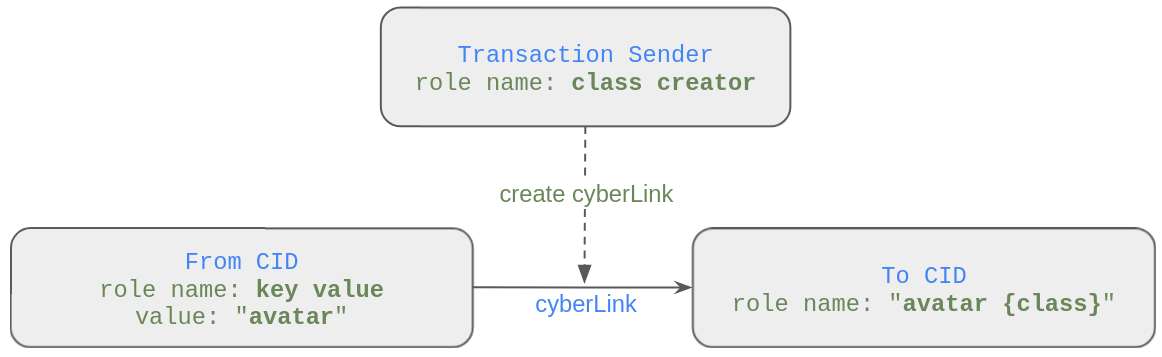 Transaction Sender
role name: class creator
create cyberLink
From CID
role name: key value
value: "avatar"
cyberLink
To CID
role name: "avatar {class}"